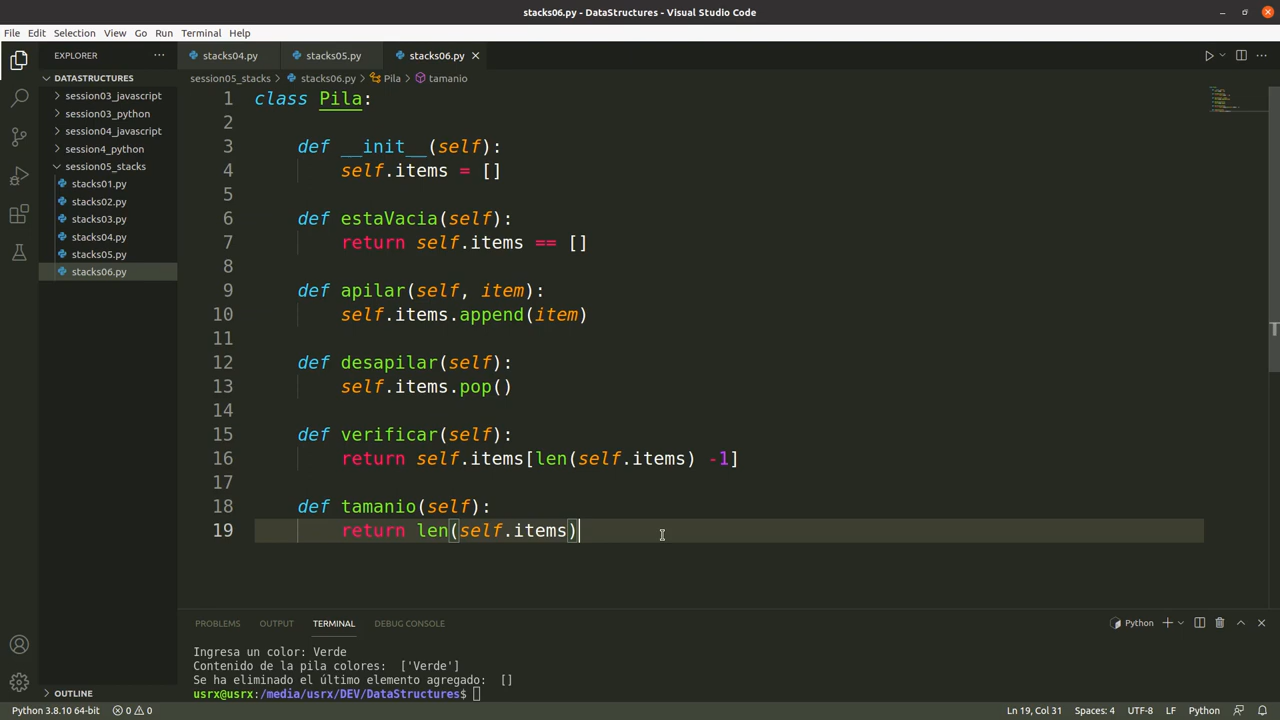 stacks06.py - DataStructures - Visual Studio Code
File Edit Selection View Go Run Terminal Help
EXPLORER
stacks04.py stacks05.py stacks06.py
DATASTRUCTURES
session03_javascript
session03_python
session04_javascript
session4_python
session05_stacks
stacks01.py
stacks02.py
stacks03.py
stacks04.py
stacks05.py
stacks06.py
session05_stacks > stacks06.py > Pila > tamanio
1 class Pila:
2
3 def __init__(self):
4 self.items = []
5
6 def estaVacia(self):
7 return self.items == []
8
9 def apilar(self, item):
10 self.items.append(item)
11
12 def desapilar(self):
13 self.items.pop()
14
15 def verificar(self):
16 return self.items[len(self.items) -1]
17
18 def tamanio(self):
19 return len(self.items)
PROBLEMS OUTPUT TERMINAL DEBUG CONSOLE
Python
Ingresa un color: Verde
Contenido de la pila colores: ['Verde']
Se ha eliminado el último elemento agregado: []
usrx@usrx:/media/usrx/DEV/DataStructures$
OUTLINE
Python 3.8.10 64-bit 0 0 Ln 19, Col 31 Spaces: 4 UTF-8 LF Python